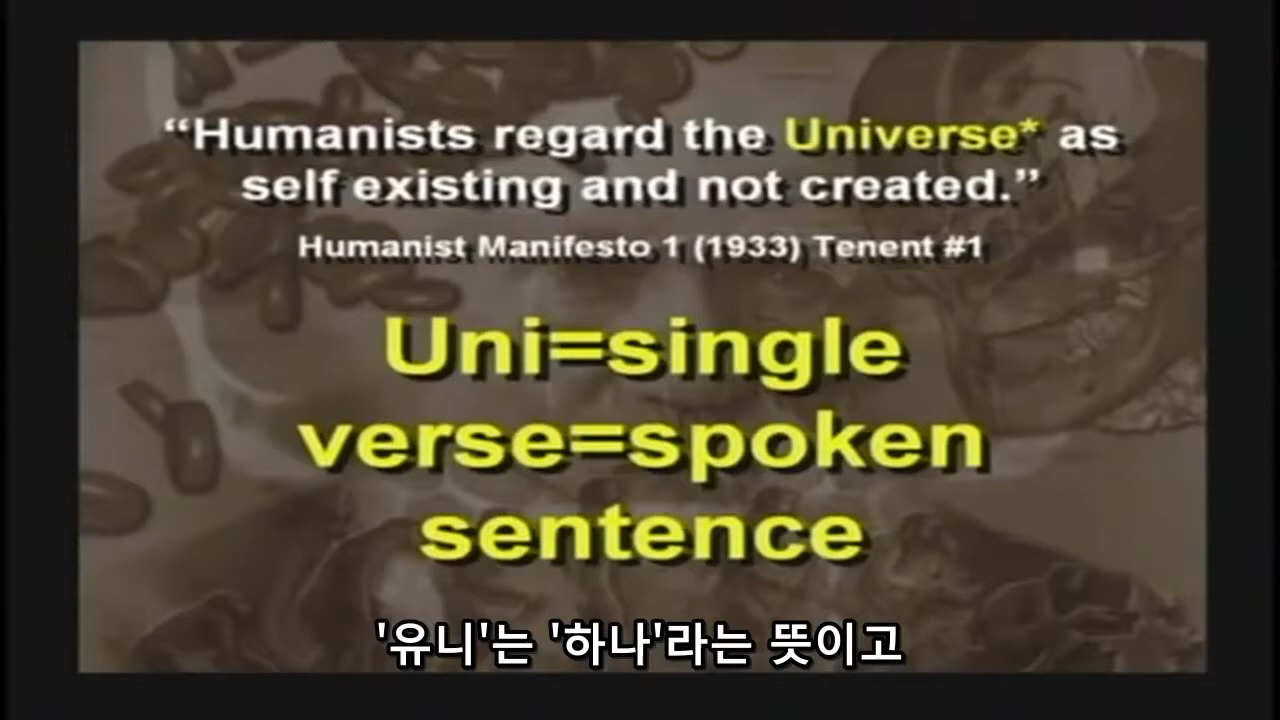 “Humanists regard the Universe* as
self existing and not created.”
Humanist Manifesto 1 (1933) Tenent #1
Uni=single
verse=spoken
sentence
'유니'는 '하나'라는 뜻이고